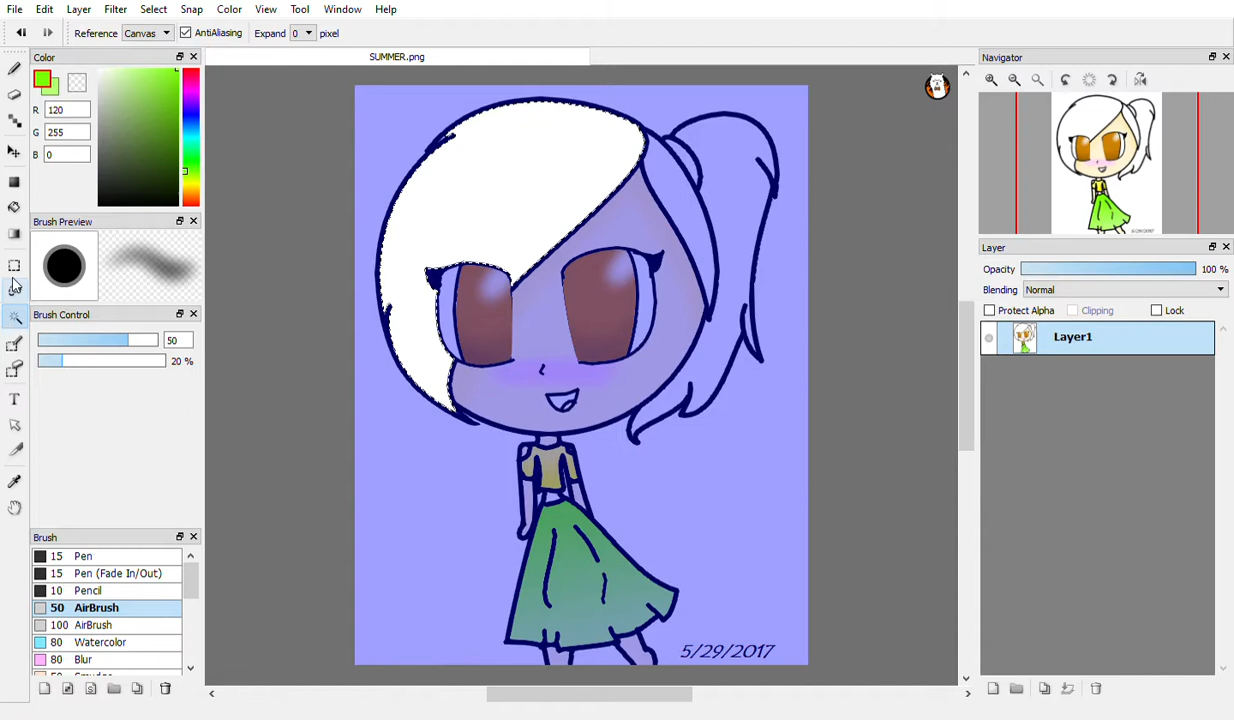 File Edit Layer Filter Select Snap Color View Tool Window Help
Reference Canvas AntiAliasing Expand 0 pixel
Color
SUMMER.png
Navigator
R 120
G 255
B 0
Brush Preview
Layer
Opacity 100 %
Blending Normal
Protect Alpha Clipping Lock
Layer1
Brush Control
50
20 %
T
Brush
15 Pen
15 Pen (Fade In/Out)
10 Pencil
50 AirBrush
100 AirBrush
80 Watercolor
80 Blur
5/29/2017